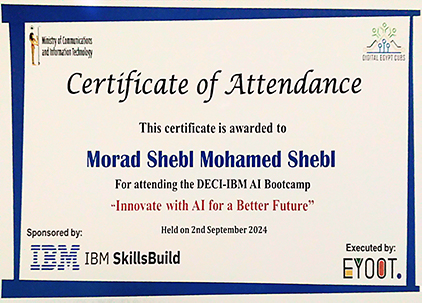 Ministry of Communications
and Information Technology
DIGITAL EGYPT CUBS
Certificate of Attendance
This certificate is awarded to
Morad Shebl Mohamed Shebl
For attending the DECI-IBM AI Bootcamp
"Innovate with AI for a Better Future"
Held on 2nd September 2024
Sponsored by:
IBM IBM SkillsBuild
Executed by:
EYOOT.